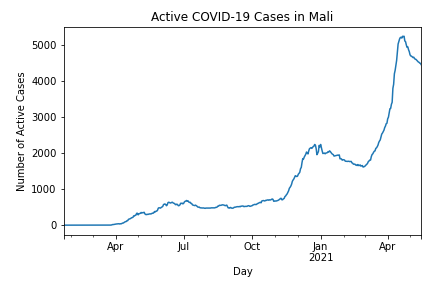 Active COVID-19 Cases in Mali
Number of Active Cases
5000
4000
3000
2000
1000
0
Apr
Jul
Oct
Jan
2021
Apr
Day